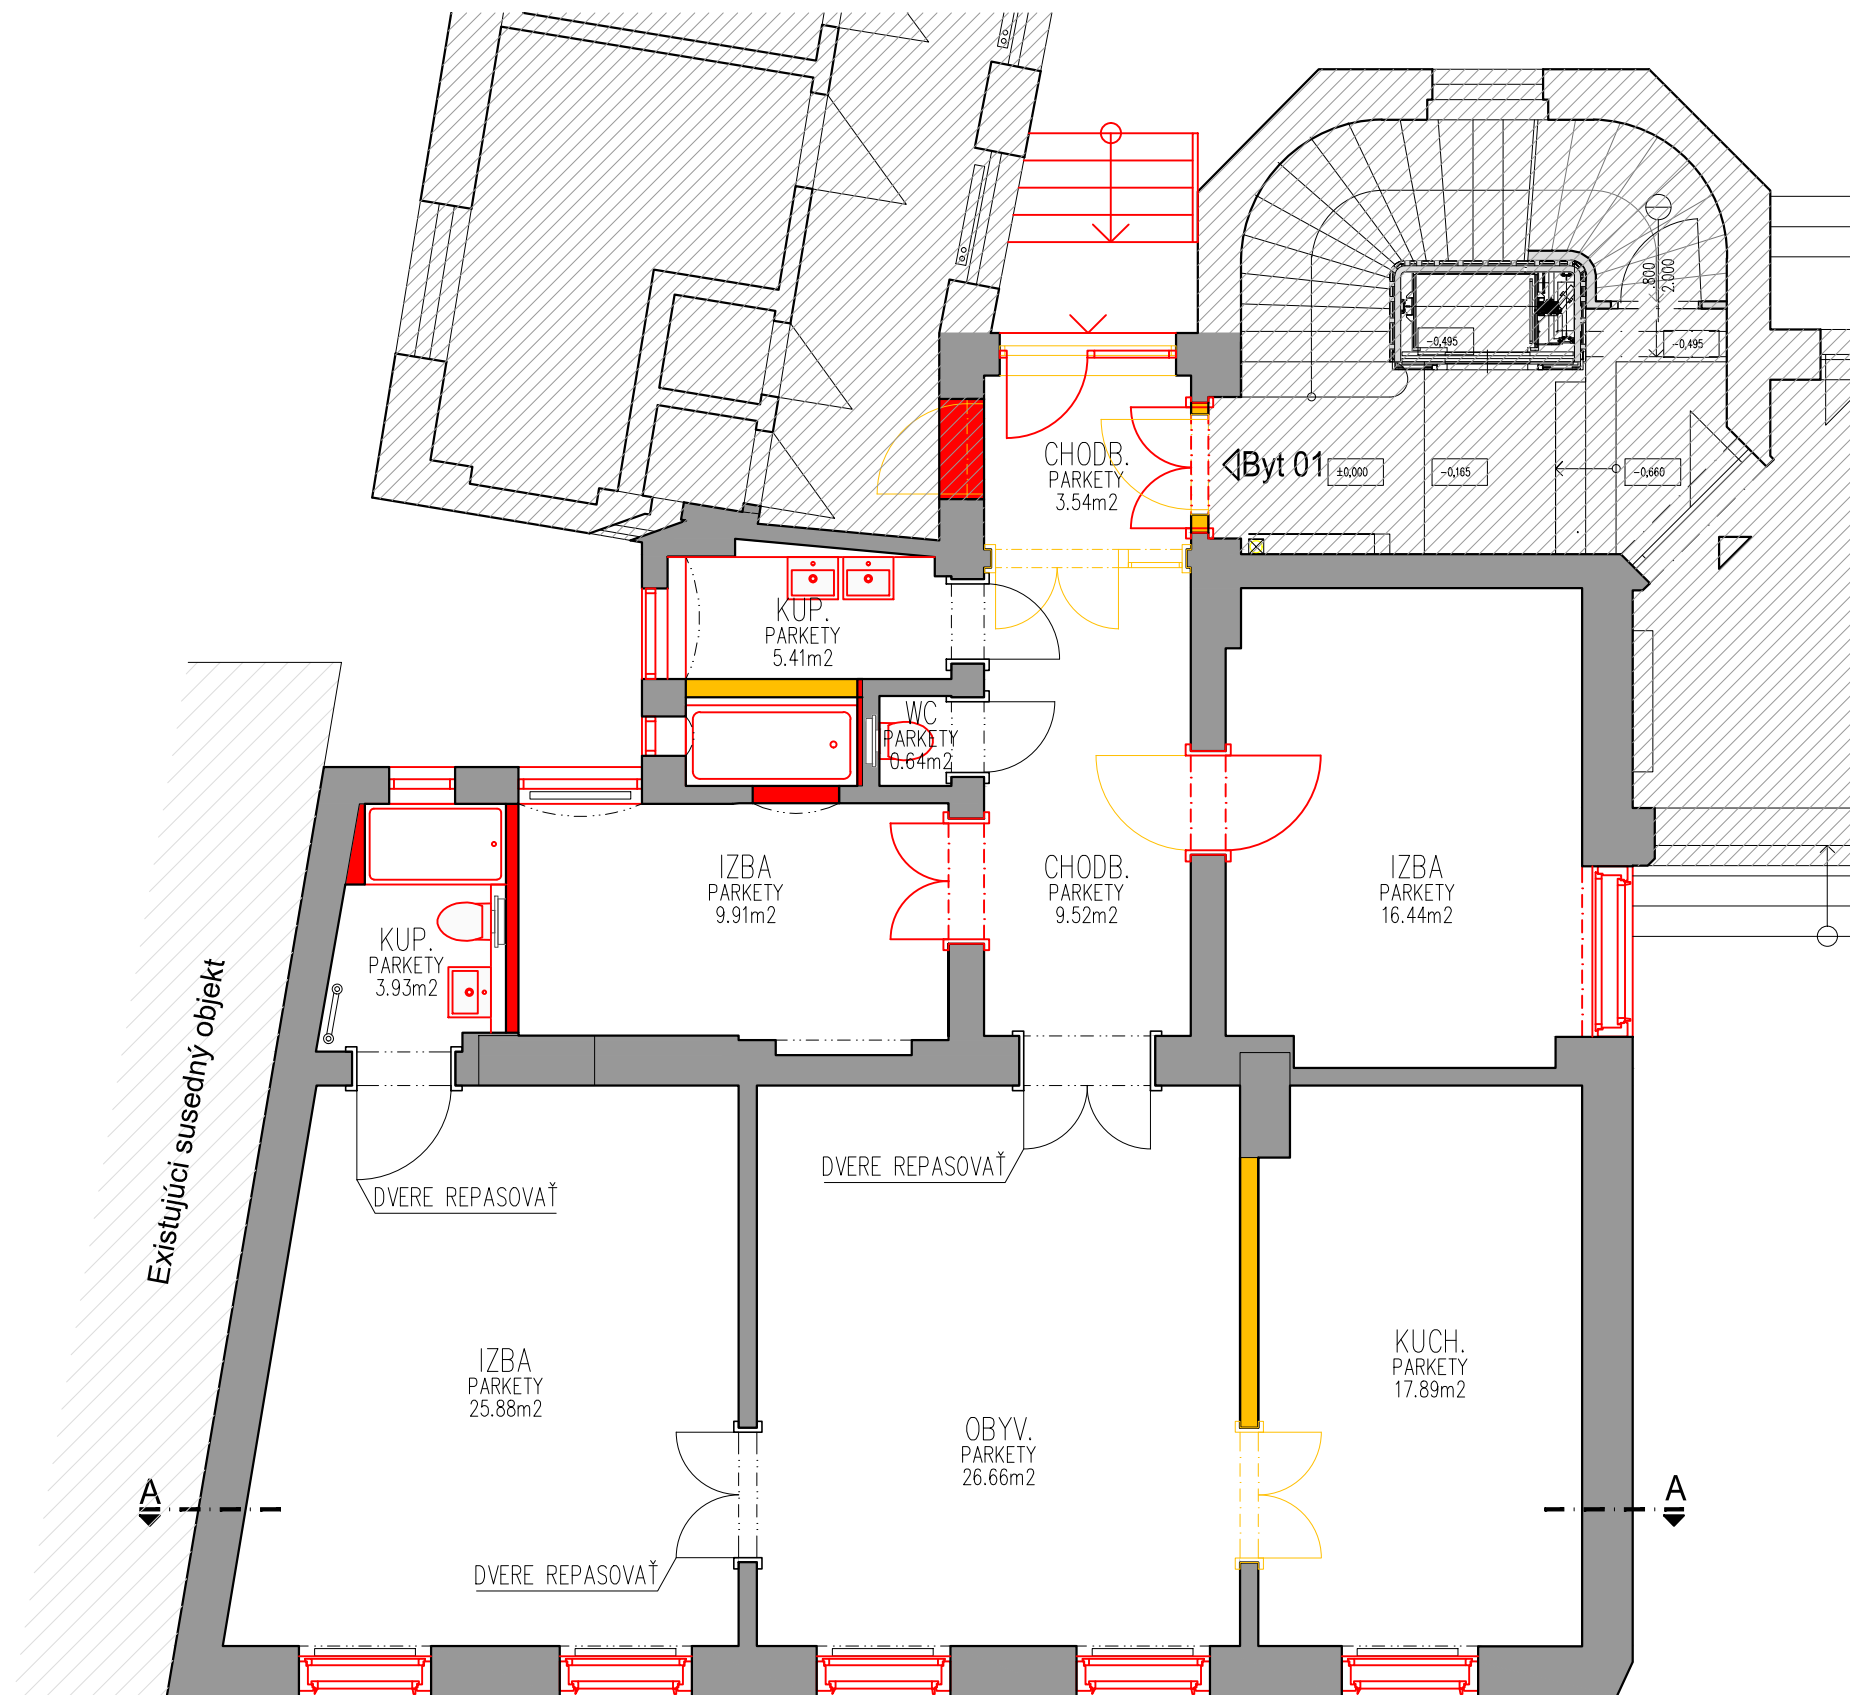 .800
2.000
-0,495
-0,495
CHODB.
PARKETY
3.54m2
Byt 01
±0,000
-0,165
-0,660
KUP.
PARKETY
5.41m2
WC
PARKETY
0.64m2
IZBA
PARKETY
9.91m2
CHODB.
PARKETY
9.52m2
IZBA
PARKETY
16.44m2
KUP.
PARKETY
3.93m2
Existujúci susedný objekt
DVERE REPASOVAŤ
DVERE REPASOVAŤ
IZBA
PARKETY
25.88m2
OBYV.
PARKETY
26.66m2
KUCH.
PARKETY
17.89m2
A
A
DVERE REPASOVAŤ